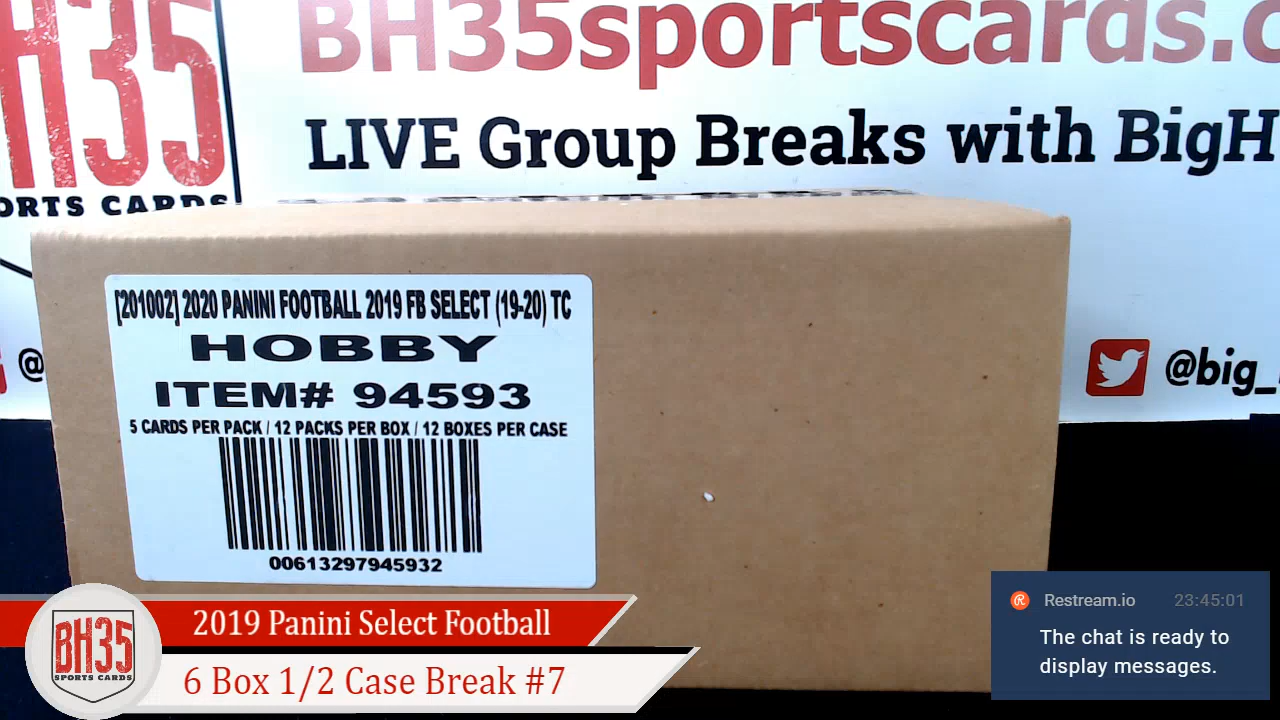 BH35sportscards.c
LIVE Group Breaks with BigH
H35
ORTS CARDS
[201002] 2020 PANINI FOOTBALL 2019 FB SELECT (19-20) TC
HOBBY
ITEM# 94593
5 CARDS PER PACK / 12 PACKS PER BOX / 12 BOXES PER CASE
00613297945932
@
@big_
BH35
SPORTS CARDS
2019 Panini Select Football
6 Box 1/2 Case Break #7
Restream.io 23:45:01
The chat is ready to
display messages.